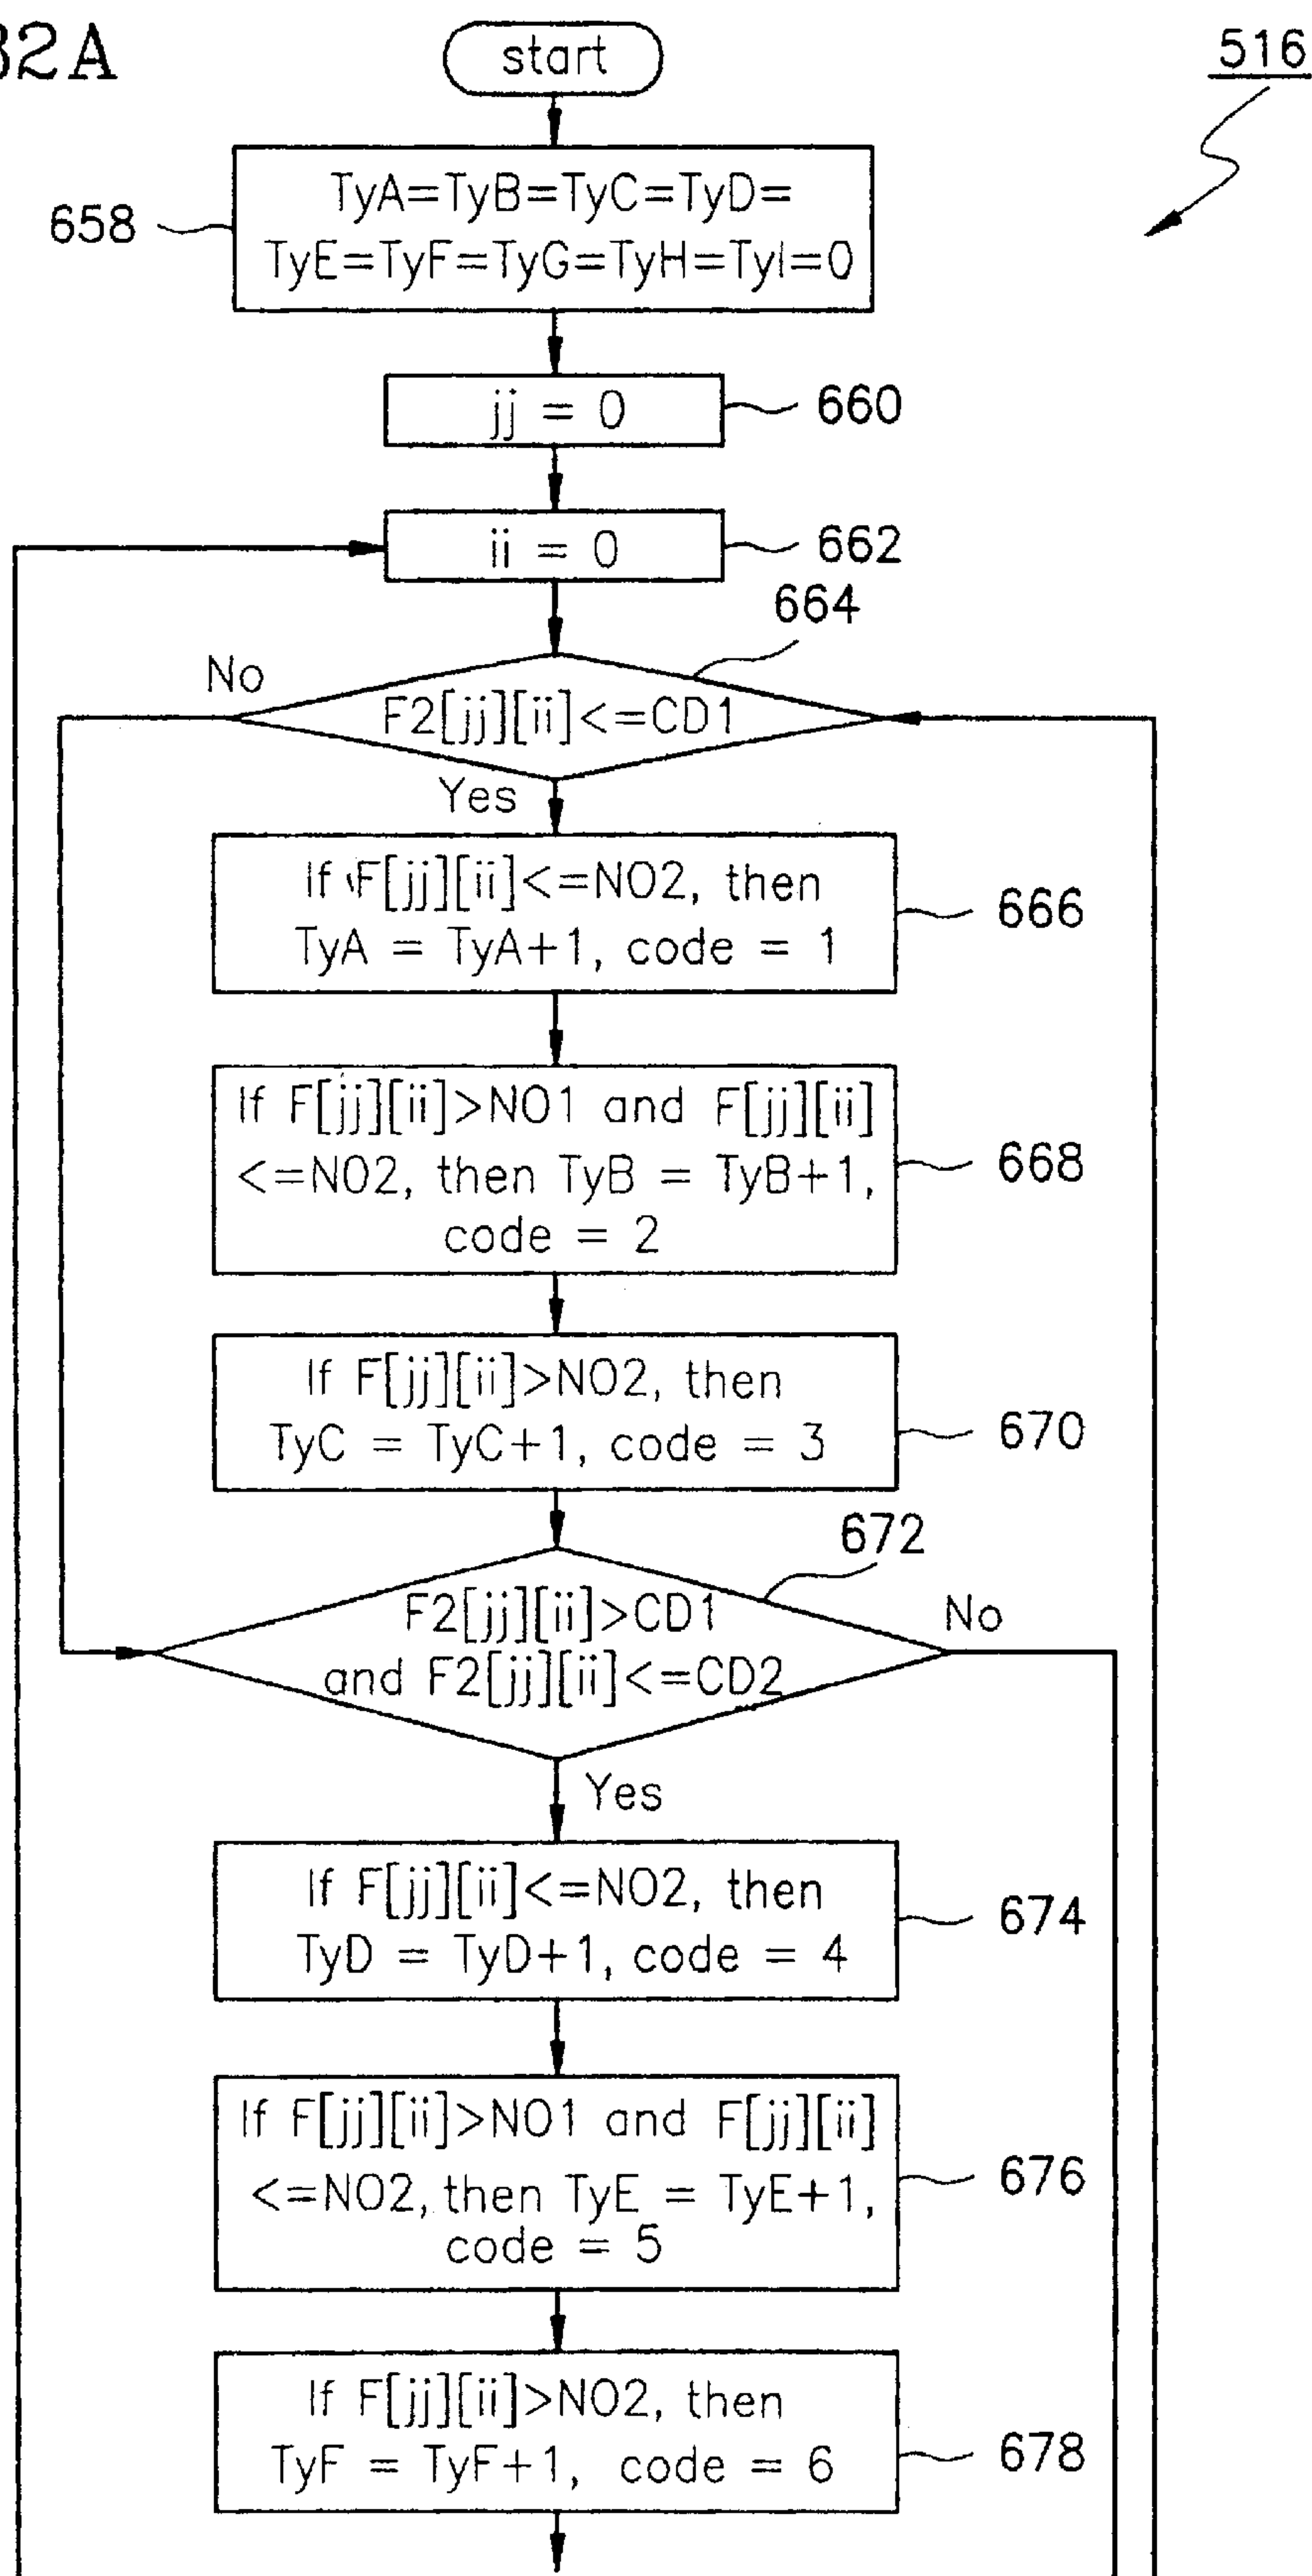 32A
start
516
658
TyA=TyB=TyC=TyD=
TyE=TyF=TyG=TyH=TyI=0
jj = 0
660
ii = 0
662
664
No
F2[jj][ii]<=CD1
Yes
If F[jj][ii]<=NO2, then
TyA = TyA+1, code = 1
666
If F[jj][ii]>NO1 and F[jj][ii]
<=NO2, then TyB = TyB+1,
code = 2
668
If F[jj][ii]>NO2, then
TyC = TyC+1, code = 3
670
672
F2[jj][ii]>CD1
and F2[jj][ii]<=CD2
No
Yes
If F[jj][ii]<=NO2, then
TyD = TyD+1, code = 4
674
If F[jj][ii]>NO1 and F[jj][ii]
<=NO2, then TyE = TyE+1,
code = 5
676
If F[jj][ii]>NO2, then
TyF = TyF+1, code = 6
678